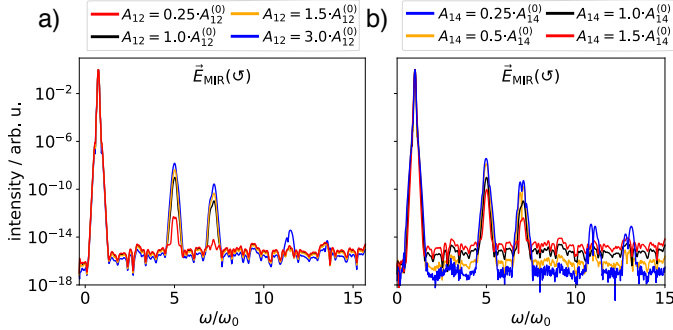 a)
A₁₂ = 0.25·A₁₂⁽⁰⁾ A₁₂ = 1.5·A₁₂⁽⁰⁾
A₁₂ = 1.0·A₁₂⁽⁰⁾ A₁₂ = 3.0·A₁₂⁽⁰⁾
b)
A₁₄ = 0.25·A₁₄⁽⁰⁾ A₁₄ = 1.0·A₁₄⁽⁰⁾
A₁₄ = 0.5·A₁₄⁽⁰⁾ A₁₄ = 1.5·A₁₄⁽⁰⁾
E⃗_MIR(↺)
E⃗_MIR(↺)
intensity / arb. u.
10⁻²
10⁻⁶
10⁻¹⁰
10⁻¹⁴
10⁻¹⁸
0 5 10 15
0 5 10 15
ω/ω₀
ω/ω₀